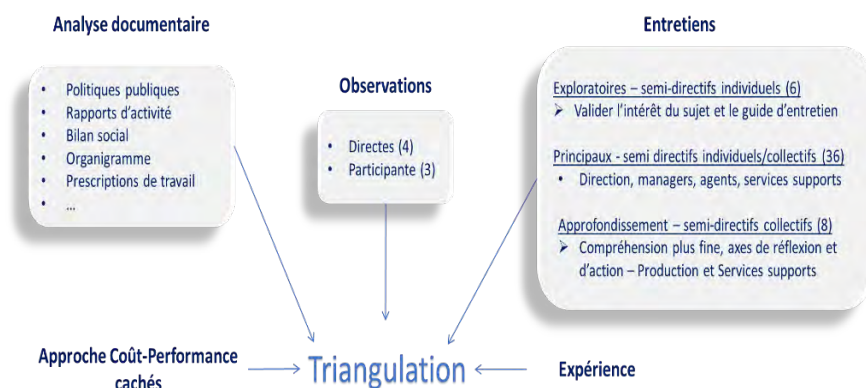 Analyse documentaire
• Politiques publiques
• Rapports d'activité
• Bilan social
• Organigramme
• Prescriptions de travail
• ...
Observations
• Directes (4)
• Participante (3)
Entretiens
Exploratoires – semi-directifs individuels (6)
➢ Valider l'intérêt du sujet et le guide d'entretien
Principaux - semi directifs individuels/collectifs (36)
• Direction, managers, agents, services supports
Approfondissement – semi-directifs collectifs (8)
➢ Compréhension plus fine, axes de réflexion et
d'action – Production et Services supports
Approche Coût-Performance
cachés
Triangulation
Expérience